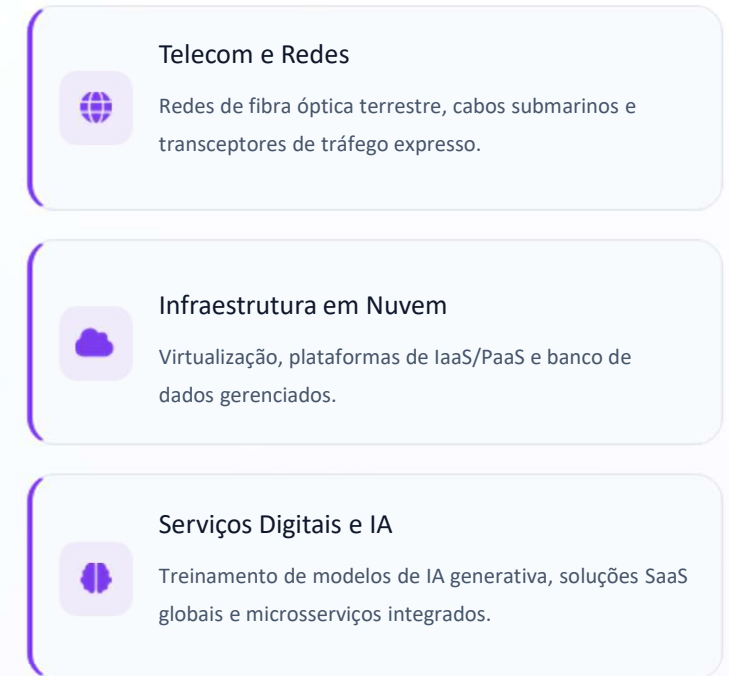 Telecom e Redes
Redes de fibra óptica terrestre, cabos submarinos e
transceptores de tráfego expresso.
Infraestrutura em Nuvem
Virtualização, plataformas de IaaS/PaaS e banco de
dados gerenciados.
Serviços Digitais e IA
Treinamento de modelos de IA generativa, soluções SaaS
globais e microsserviços integrados.